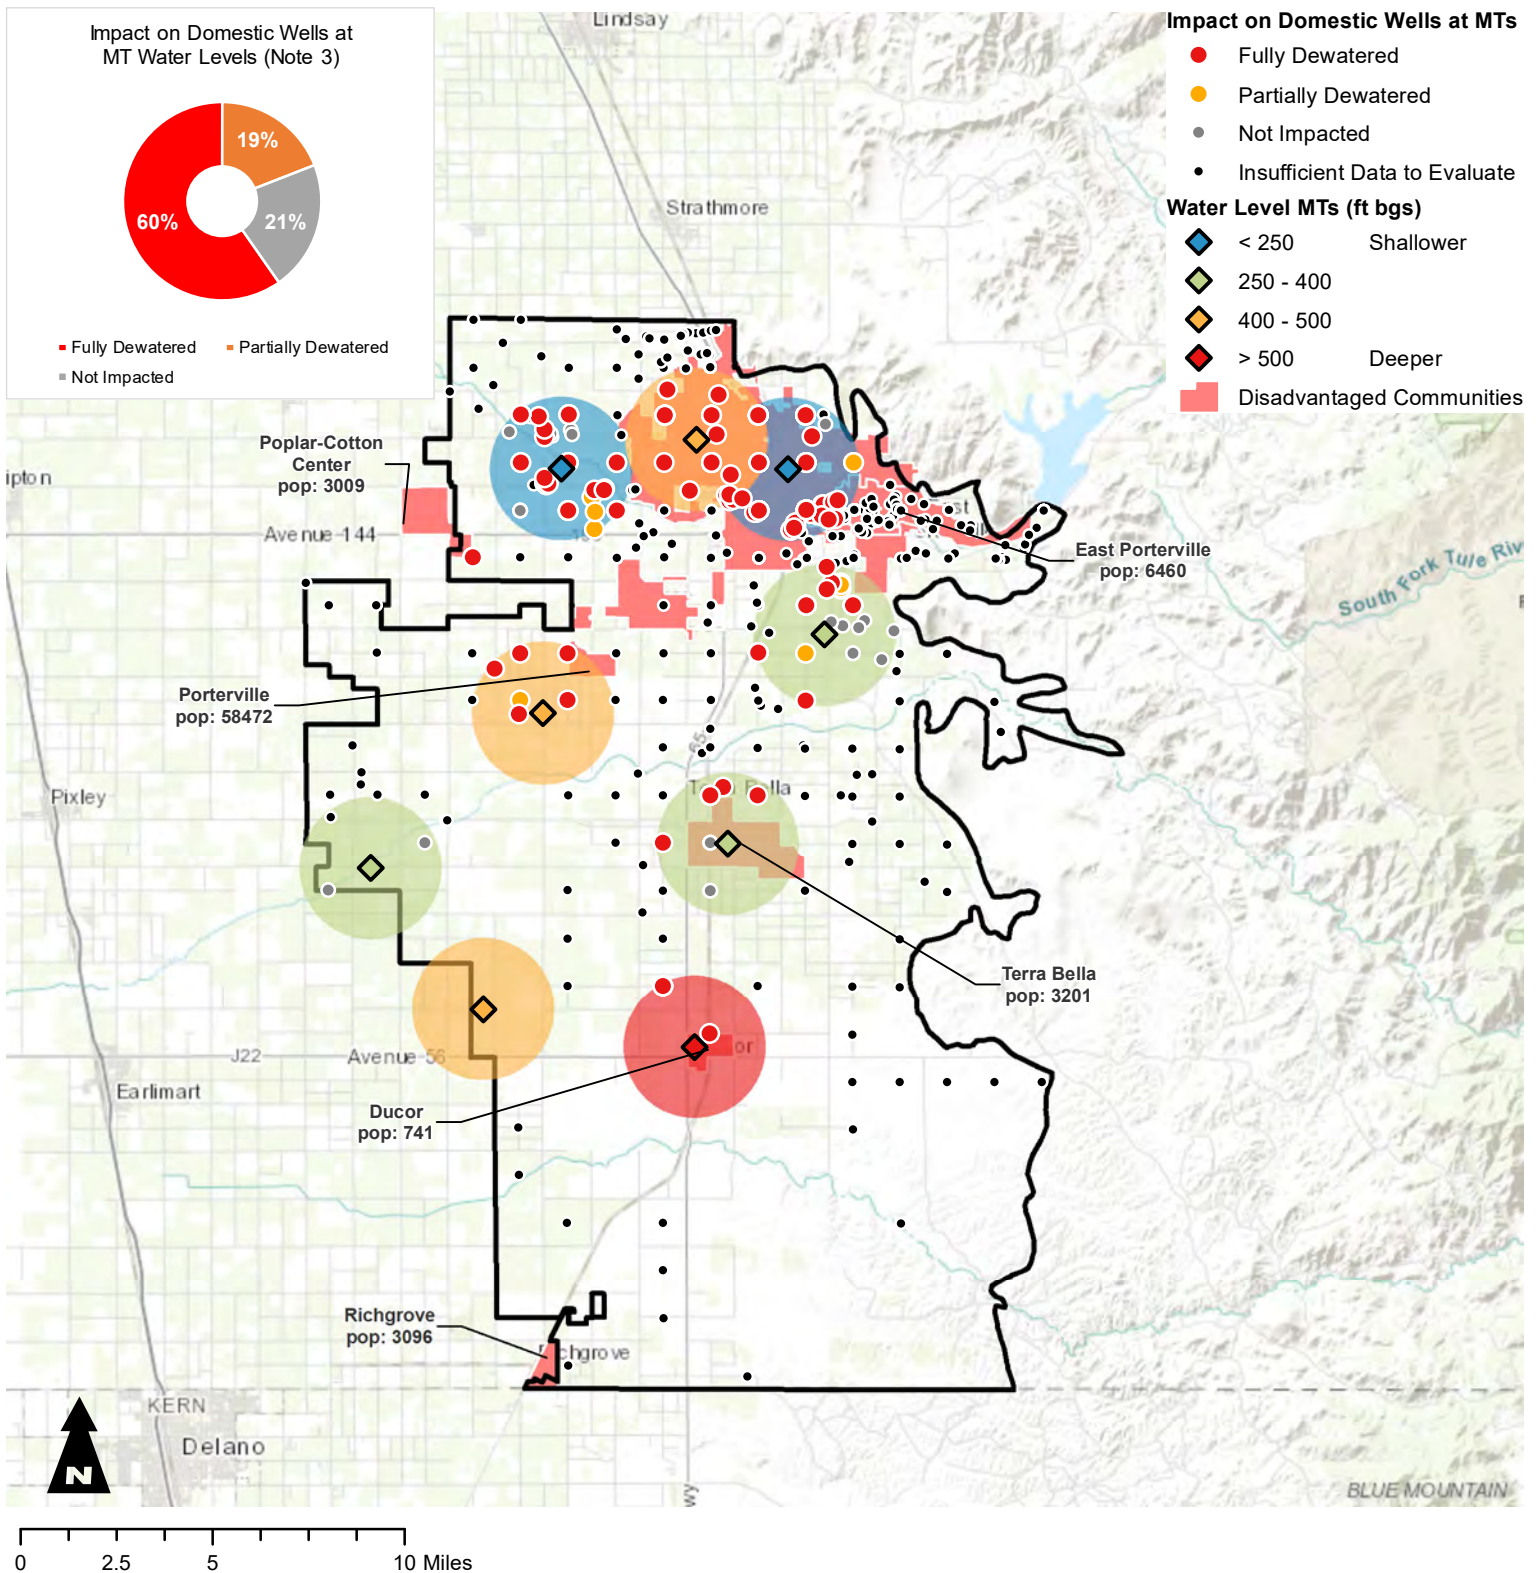 Impact on Domestic Wells at
MT Water Levels (Note 3)
19%
60%
21%
Fully Dewatered
Partially Dewatered
Not Impacted
Impact on Domestic Wells at MTs
Fully Dewatered
Partially Dewatered
Not Impacted
Insufficient Data to Evaluate
Water Level MTs (ft bgs)
< 250 Shallower
250 - 400
400 - 500
> 500 Deeper
Disadvantaged Communities
Lindsay
Strathmore
Poplar-Cotton
Center
pop: 3009
ipton
Avenue 144
East Porterville
pop: 6460
South Fork Tule Riv
Porterville
pop: 58472
65
Pixley
Terra Bella
pop: 3201
J22
Avenue 56
Earlimart
Ducor
pop: 741
Richgrove
pop: 3096
chgrove
KERN
Delano
wy
BLUE MOUNTAIN
N
0 2.5 5 10 Miles